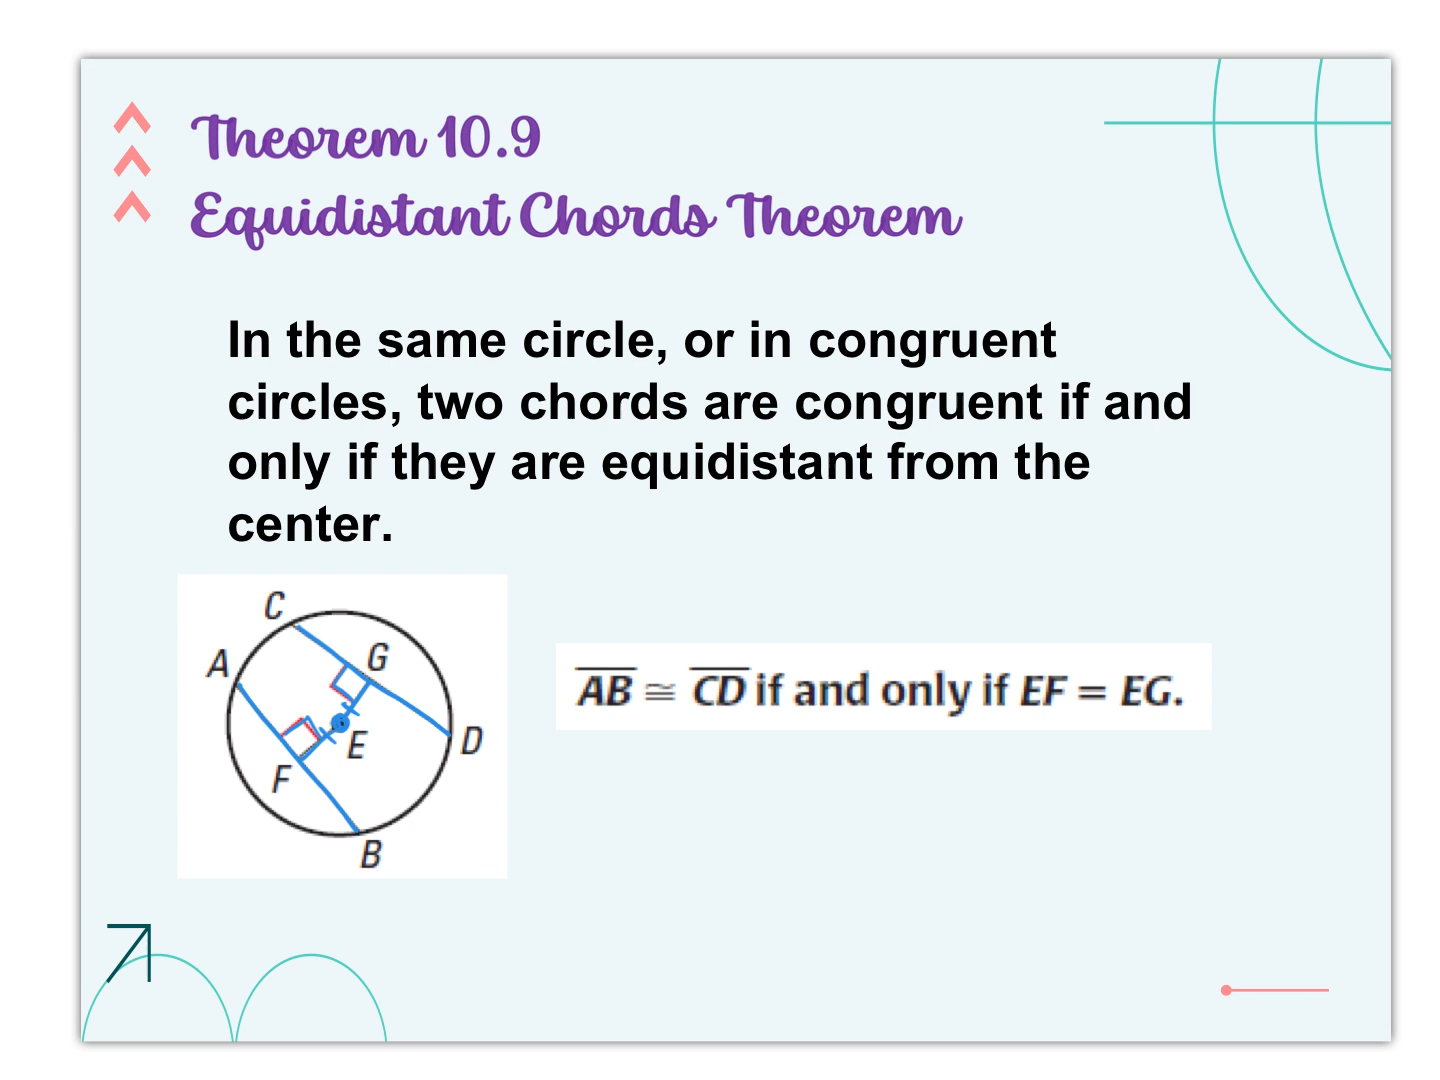 Theorem 10.9
Equidistant Chords Theorem
In the same circle, or in congruent
circles, two chords are congruent if and
only if they are equidistant from the
center.
C
A
G
E
D
F
B
AB ≅ CD if and only if EF = EG.